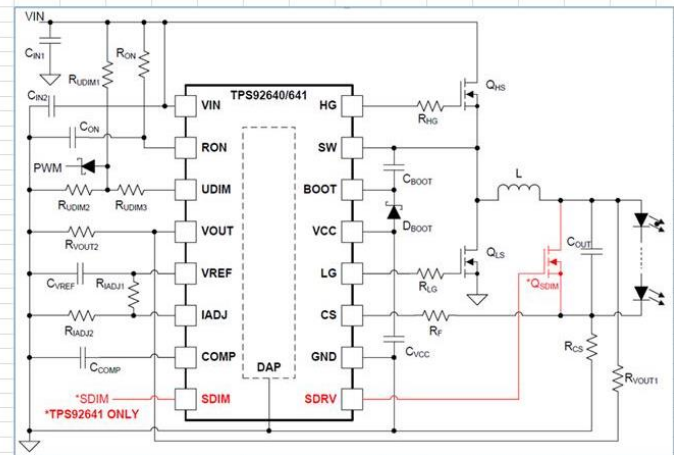 VIN
CIN1
RUDIM1
RON
CIN2
CON
PWM
RUDIM2
RUDIM3
RVOUT2
CVREF
RIADJ1
RIADJ2
CCOMP
*SDIM
*TPS92641 ONLY
TPS92640/641
VIN
RON
UDIM
VOUT
VREF
IADJ
COMP
SDIM
DAP
HG
SW
BOOT
VCC
LG
CS
GND
SDRV
RHG
QHS
CBOOT
DBOOT
L
QLS
RLG
RF
CVCC
*QSDIM
COUT
RCS
RVOUT1